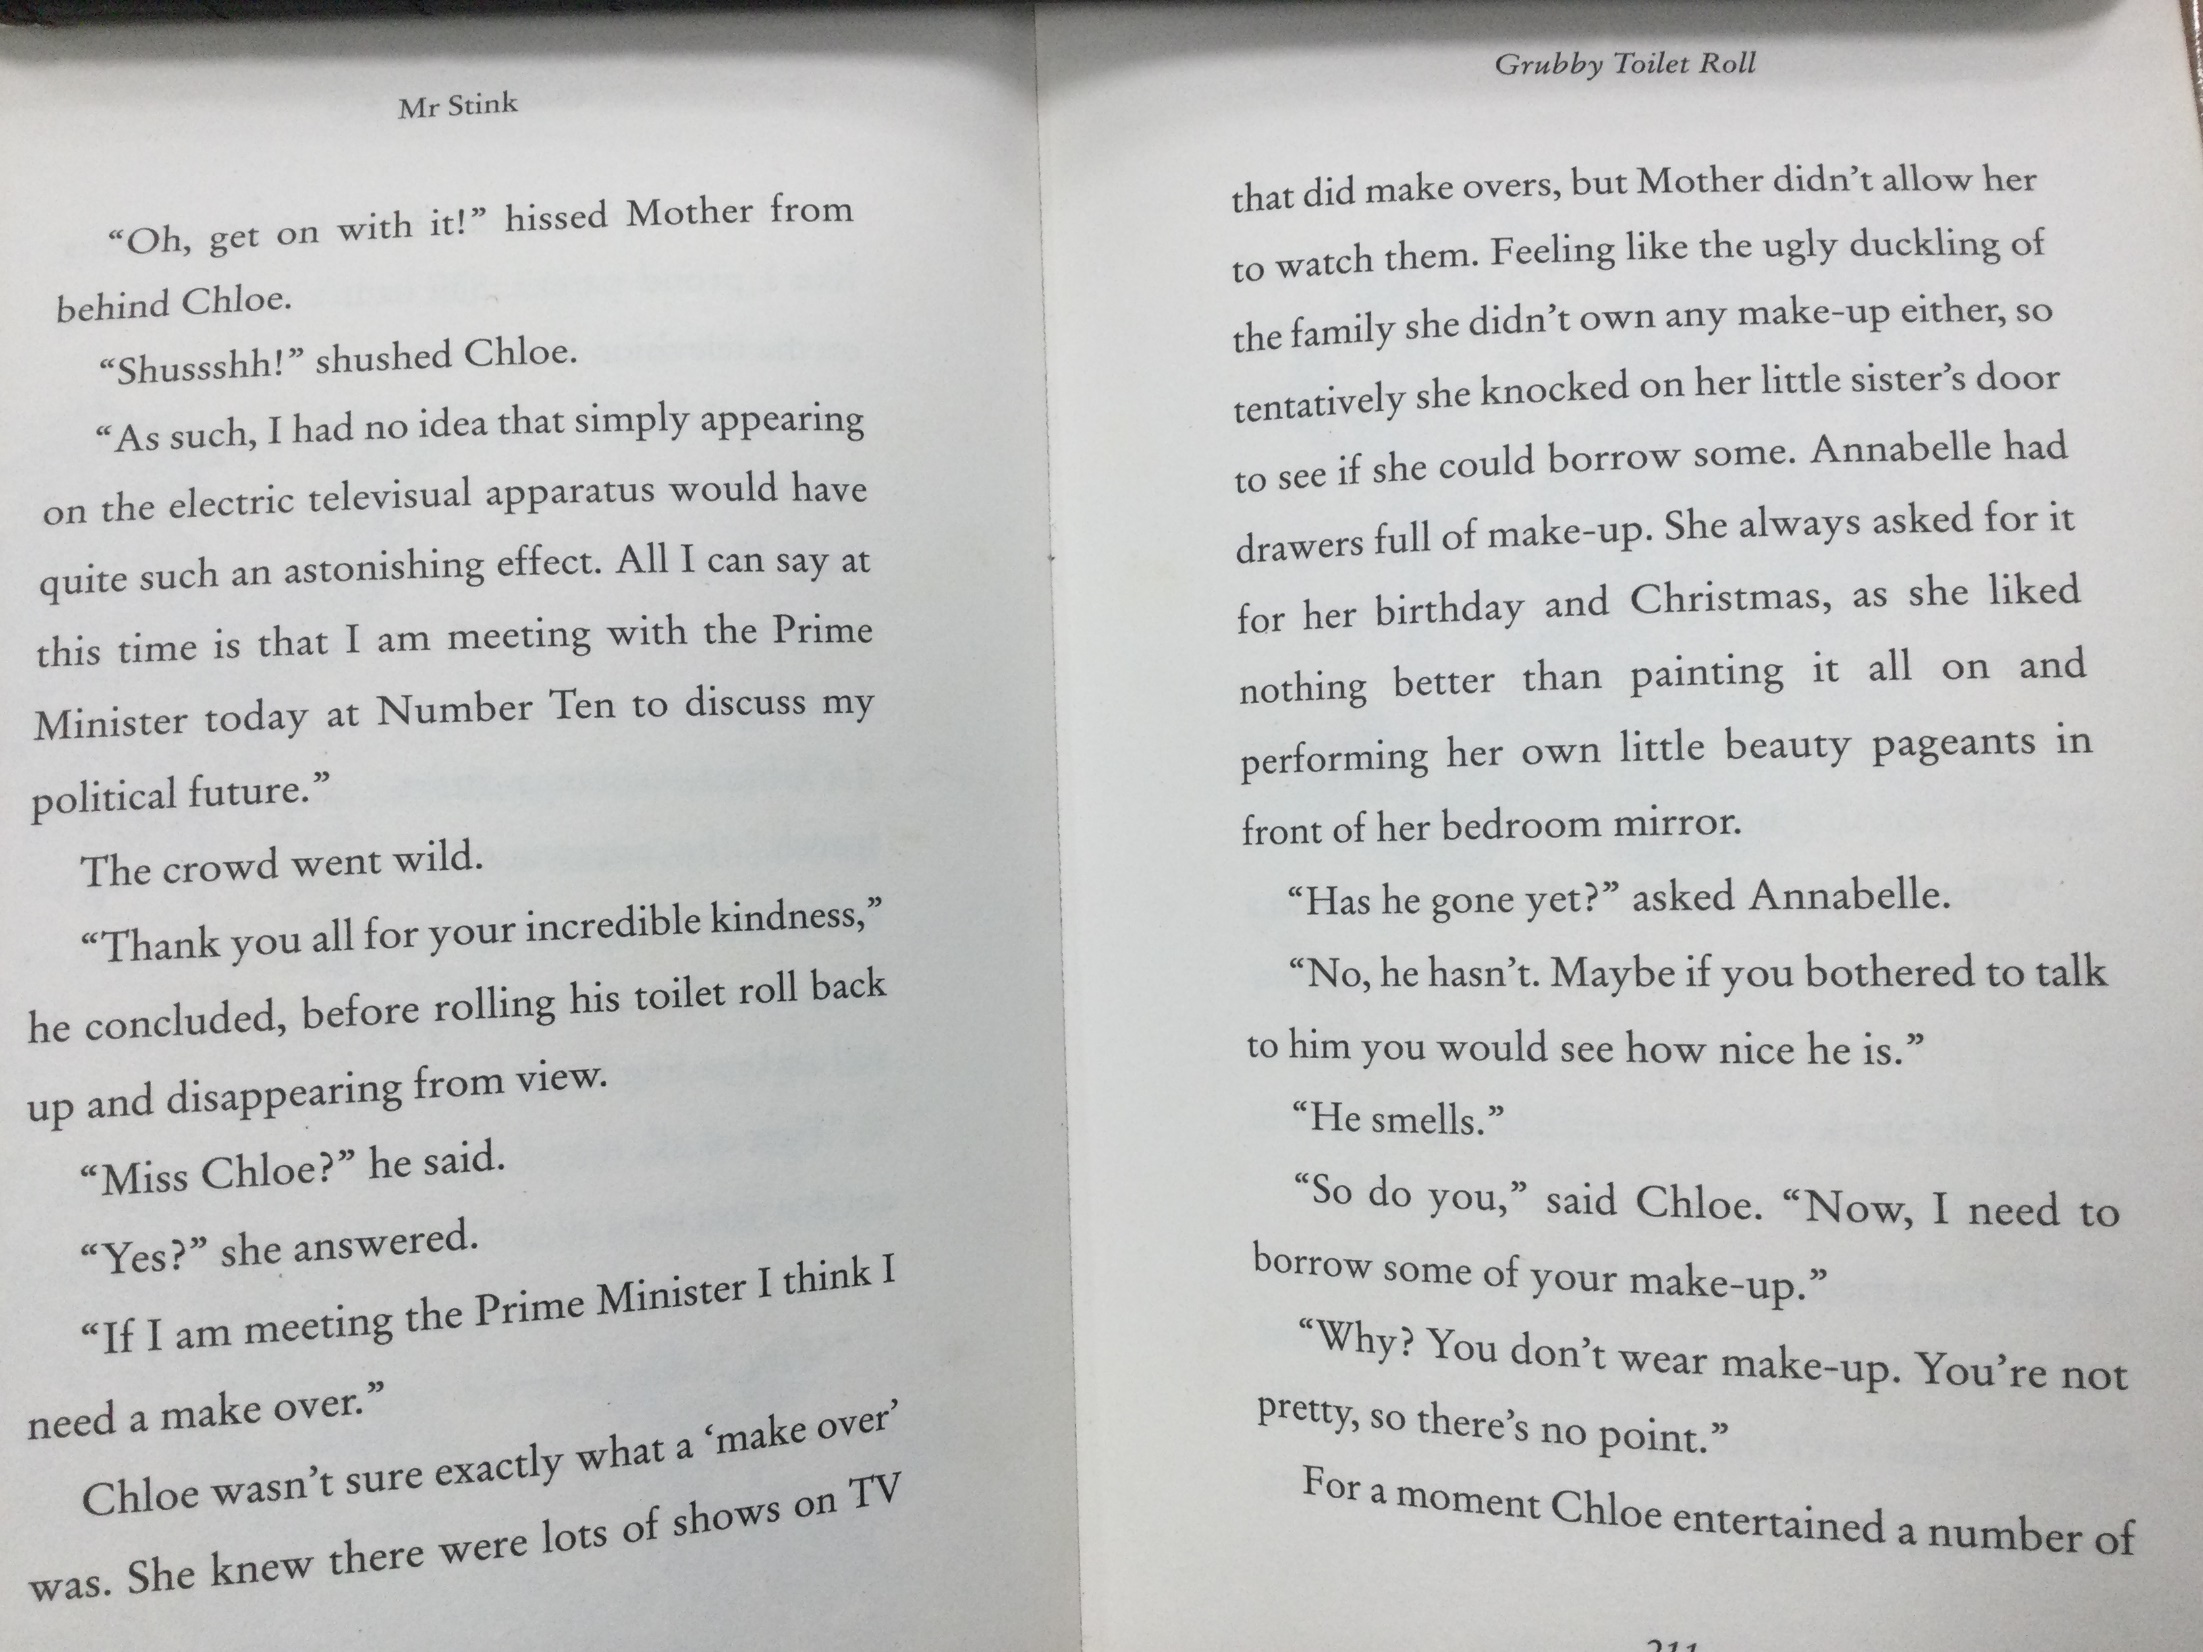 Mr Stink
“Oh, get on with it!” hissed Mother from
behind Chloe.
“Shussshh!” shushed Chloe.
“As such, I had no idea that simply appearing
on the electric televisual apparatus would have
quite such an astonishing effect. All I can say at
this time is that I am meeting with the Prime
Minister today at Number Ten to discuss my
political future.”
The crowd went wild.
“Thank you all for your incredible kindness,”
he concluded, before rolling his toilet roll back
up and disappearing from view.
“Miss Chloe?” he said.
“Yes?” she answered.
“If I am meeting the Prime Minister I think I
need a make over.”
Chloe wasn’t sure exactly what a ‘make over’
was. She knew there were lots of shows on TV
Grubby Toilet Roll
that did make overs, but Mother didn’t allow her
to watch them. Feeling like the ugly duckling of
the family she didn’t own any make-up either, so
tentatively she knocked on her little sister’s door
to see if she could borrow some. Annabelle had
drawers full of make-up. She always asked for it
for her birthday and Christmas, as she liked
nothing better than painting it all on and
performing her own little beauty pageants in
front of her bedroom mirror.
“Has he gone yet?” asked Annabelle.
“No, he hasn’t. Maybe if you bothered to talk
to him you would see how nice he is.”
“He smells.”
“So do you,” said Chloe. “Now, I need to
borrow some of your make-up.”
“Why? You don’t wear make-up. You’re not
pretty, so there’s no point.”
For a moment Chloe entertained a number of